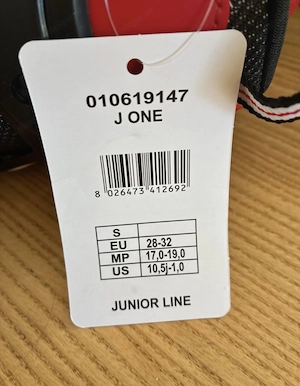 010619147
J ONE
8 026473 412692
S
EU 28-32
MP 17,0-19,0
US 10,5j-1,0
JUNIOR LINE